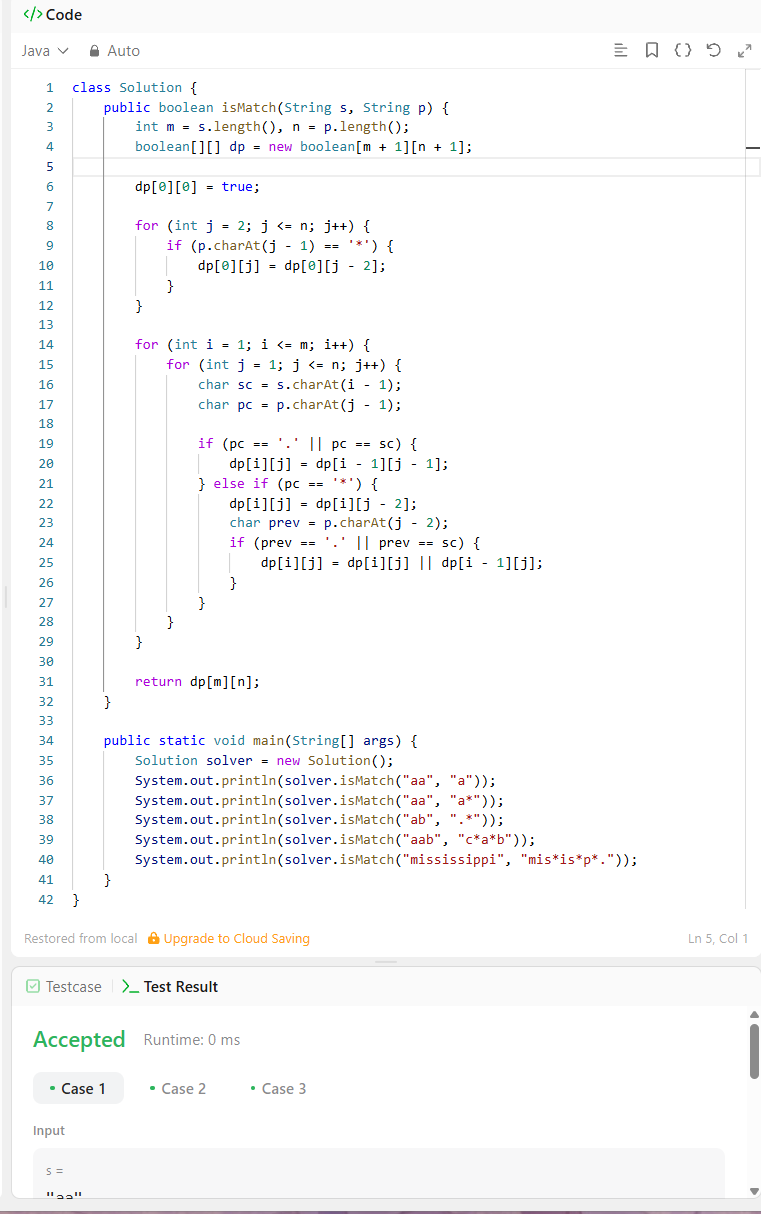 </> Code
Java Auto
1 class Solution {
2 public boolean isMatch(String s, String p) {
3 int m = s.length(), n = p.length();
4 boolean[][] dp = new boolean[m + 1][n + 1];
5
6 dp[0][0] = true;
7
8 for (int j = 2; j <= n; j++) {
9 if (p.charAt(j - 1) == '*') {
10 dp[0][j] = dp[0][j - 2];
11 }
12 }
13
14 for (int i = 1; i <= m; i++) {
15 for (int j = 1; j <= n; j++) {
16 char sc = s.charAt(i - 1);
17 char pc = p.charAt(j - 1);
18
19 if (pc == '.' || pc == sc) {
20 dp[i][j] = dp[i - 1][j - 1];
21 } else if (pc == '*') {
22 dp[i][j] = dp[i][j - 2];
23 char prev = p.charAt(j - 2);
24 if (prev == '.' || prev == sc) {
25 dp[i][j] = dp[i][j] || dp[i - 1][j];
26 }
27 }
28 }
29 }
30
31 return dp[m][n];
32 }
33
34 public static void main(String[] args) {
35 Solution solver = new Solution();
36 System.out.println(solver.isMatch("aa", "a"));
37 System.out.println(solver.isMatch("aa", "a*"));
38 System.out.println(solver.isMatch("ab", ".*"));
39 System.out.println(solver.isMatch("aab", "c*a*b"));
40 System.out.println(solver.isMatch("mississippi", "mis*is*p*."));
41 }
42 }
Restored from local Upgrade to Cloud Saving Ln 5, Col 1
Testcase Test Result
Accepted Runtime: 0 ms
• Case 1 • Case 2 • Case 3
Input
s =
"aa"